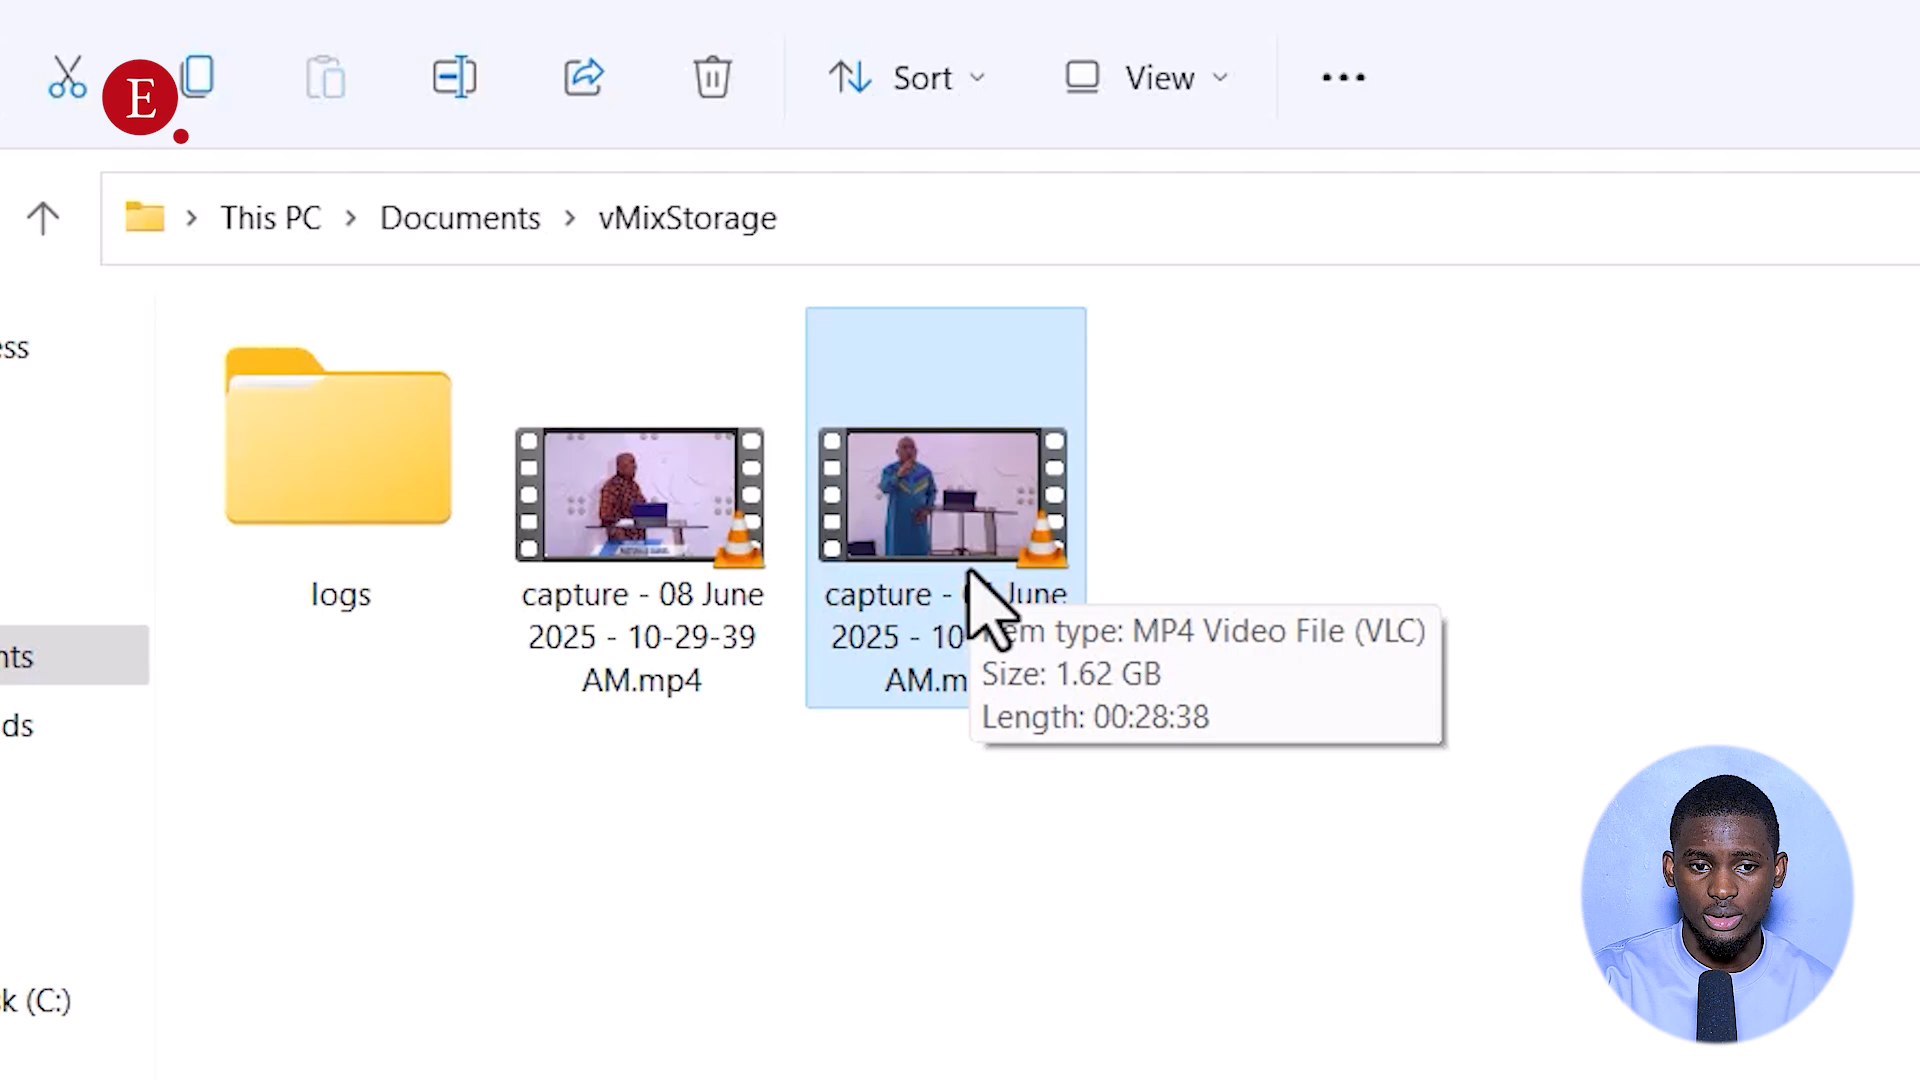 E
Sort
View
This PC > Documents > vMixStorage
ess
nts
ds
k (C:)
logs
capture - 08 June
2025 - 10-29-39
AM.mp4
capture - June
2025 - 10
AM.m
em type: MP4 Video File (VLC)
Size: 1.62 GB
Length: 00:28:38